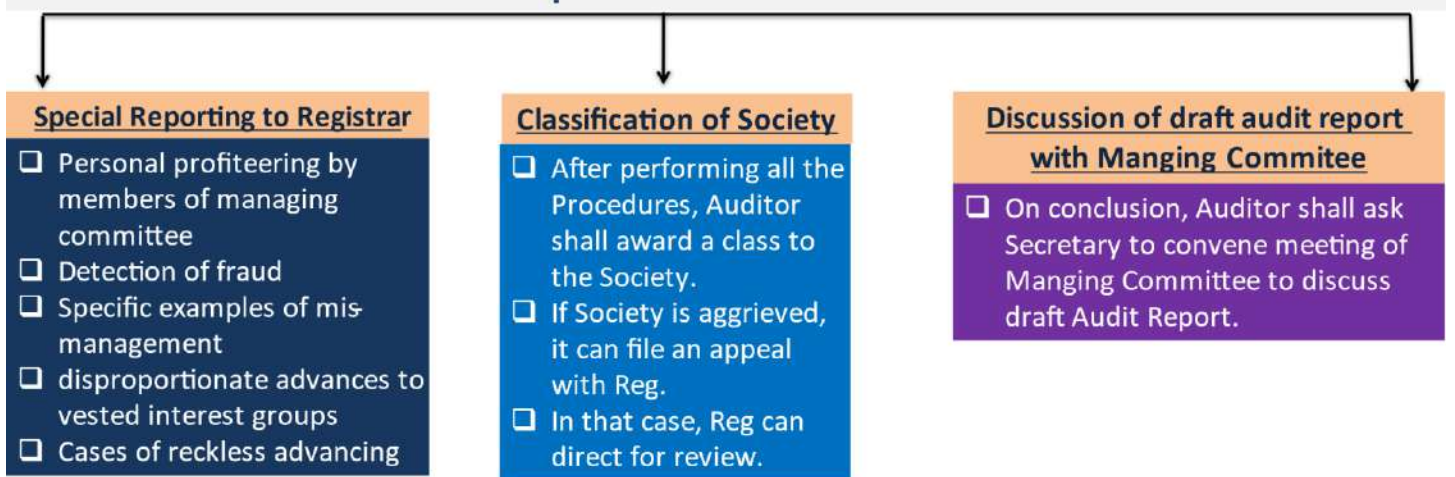 Special Reporting to Registrar
❑ Personal profiteering by
members of managing
committee
❑ Detection of fraud
❑ Specific examples of mis-
management
❑ disproportionate advances to
vested interest groups
❑ Cases of reckless advancing
Classification of Society
❑ After performing all the
Procedures, Auditor
shall award a class to
the Society.
❑ If Society is aggrieved,
it can file an appeal
with Reg.
❑ In that case, Reg can
direct for review.
Discussion of draft audit report
with Manging Commitee
❑ On conclusion, Auditor shall ask
Secretary to convene meeting of
Manging Committee to discuss
draft Audit Report.